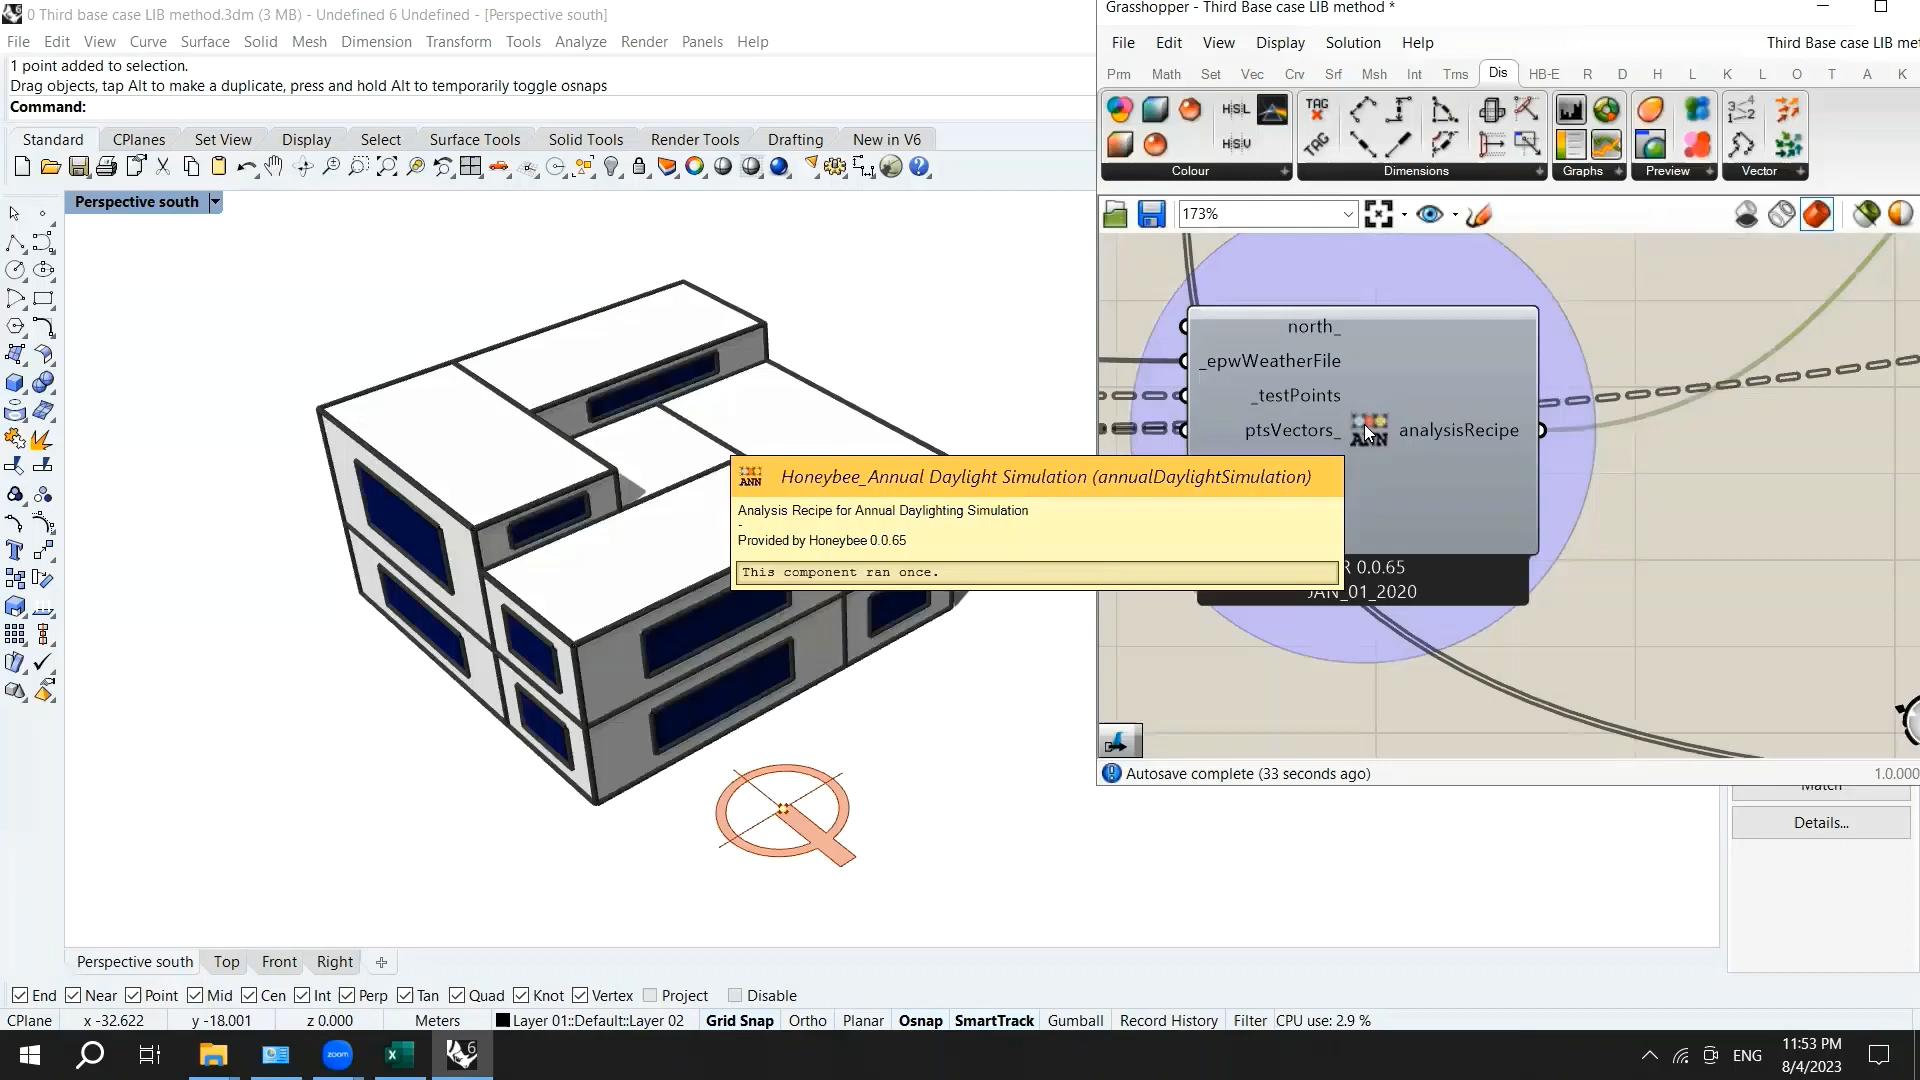 0 Third base case LIB method.3dm (3 MB) - Undefined 6 Undefined - [Perspective south]
File Edit View Curve Surface Solid Mesh Dimension Transform Tools Analyze Render Panels Help
1 point added to selection.
Drag objects, tap Alt to make a duplicate, press and hold Alt to temporarily toggle osnaps
Command:
Standard CPlanes Set View Display Select Surface Tools Solid Tools Render Tools Drafting New in V6
Perspective south
Grasshopper - Third Base case LIB method *
File Edit View Display Solution Help Third Base case LIB me
Prm Math Set Vec Crv Srf Msh Int Trns Dis HB-E R D H L K L O T A K
TAG H|S|L
TAG H|S|V
Colour Dimensions Graphs Preview Vector
173%
north_
_epwWeatherFile
_testPoints
ptsVectors_ ANN analysisRecipe
ANN Honeybee_Annual Daylight Simulation (annualDaylightSimulation)
Analysis Recipe for Annual Daylighting Simulation
-
Provided by Honeybee 0.0.65
This component ran once.
R 0.0.65
JAN_01_2020
Autosave complete (33 seconds ago) 1.0.000
Match
Details...
Perspective south Top Front Right
End Near Point Mid Cen Int Perp Tan Quad Knot Vertex Project Disable
CPlane x -32.622 y -18.001 z 0.000 Meters Layer 01::Default::Layer 02 Grid Snap Ortho Planar Osnap SmartTrack Gumball Record History Filter CPU use: 2.9 %
zoom 6 ENG 11:53 PM
8/4/2023